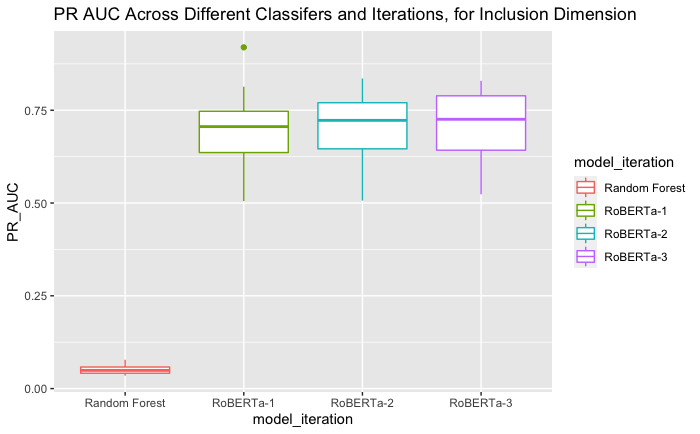 PR AUC Across Different Classifers and Iterations, for Inclusion Dimension
PR_AUC
0.75
0.50
0.25
0.00
Random Forest
RoBERTa-1
RoBERTa-2
RoBERTa-3
model_iteration
model_iteration
Random Forest
RoBERTa-1
RoBERTa-2
RoBERTa-3